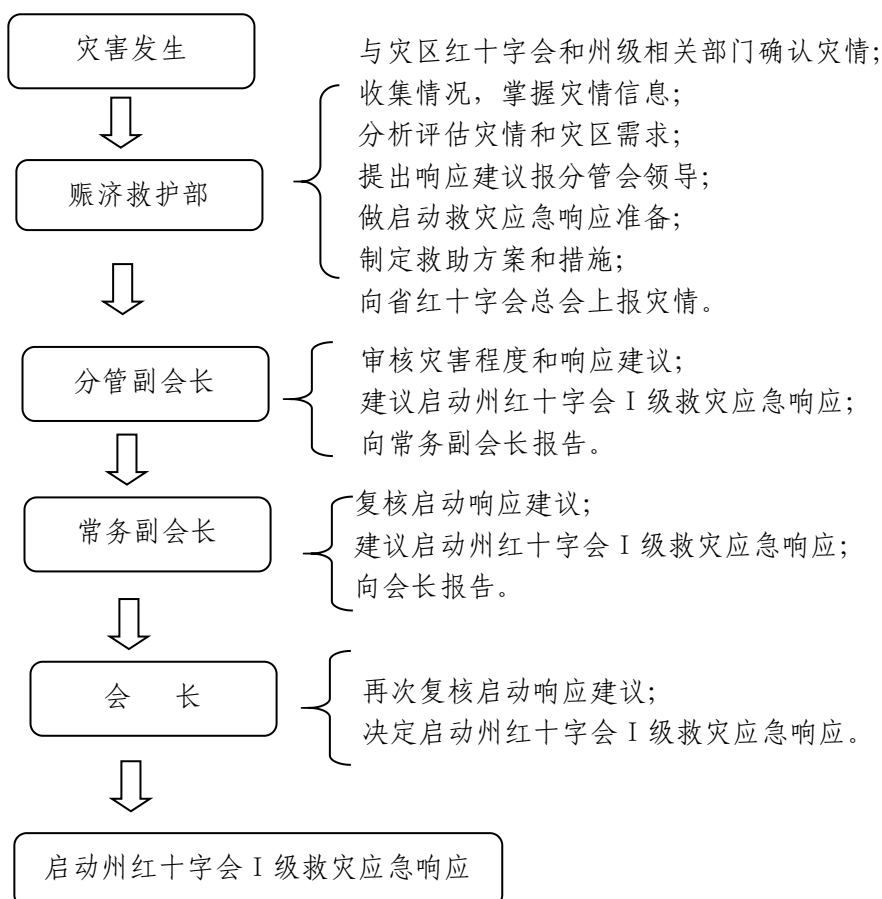 灾害发生
与灾区红十字会和州级相关部门确认灾情；
收集情况，掌握灾情信息；
分析评估灾情和灾区需求；
赈济救护部
提出响应建议报分管会领导；
做启动救灾应急响应准备；
制定救助方案和措施；
向省红十字会总会上报灾情。
分管副会长
审核灾害程度和响应建议；
建议启动州红十字会Ⅰ级救灾应急响应；
向常务副会长报告。
常务副会长
复核启动响应建议；
建议启动州红十字会Ⅰ级救灾应急响应；
向会长报告。
会 长
再次复核启动响应建议；
决定启动州红十字会Ⅰ级救灾应急响应。
启动州红十字会Ⅰ级救灾应急响应